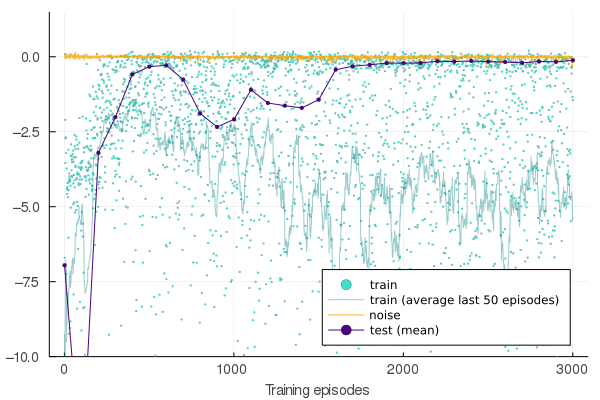 0.0
−2.5
−5.0
−7.5
−10.0
0
1000
2000
3000
Training episodes
train
train (average last 50 episodes)
noise
test (mean)